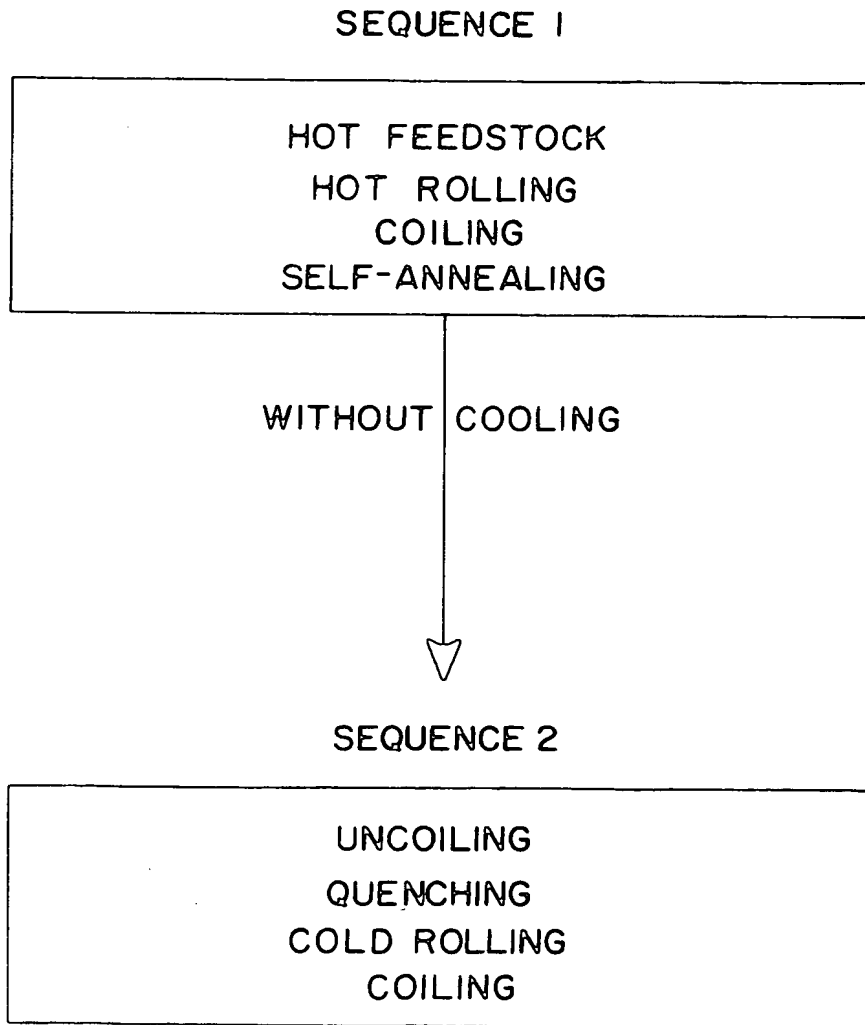 SEQUENCE 1
HOT FEEDSTOCK
HOT ROLLING
COILING
SELF-ANNEALING
WITHOUT COOLING
SEQUENCE 2
UNCOILING
QUENCHING
COLD ROLLING
COILING